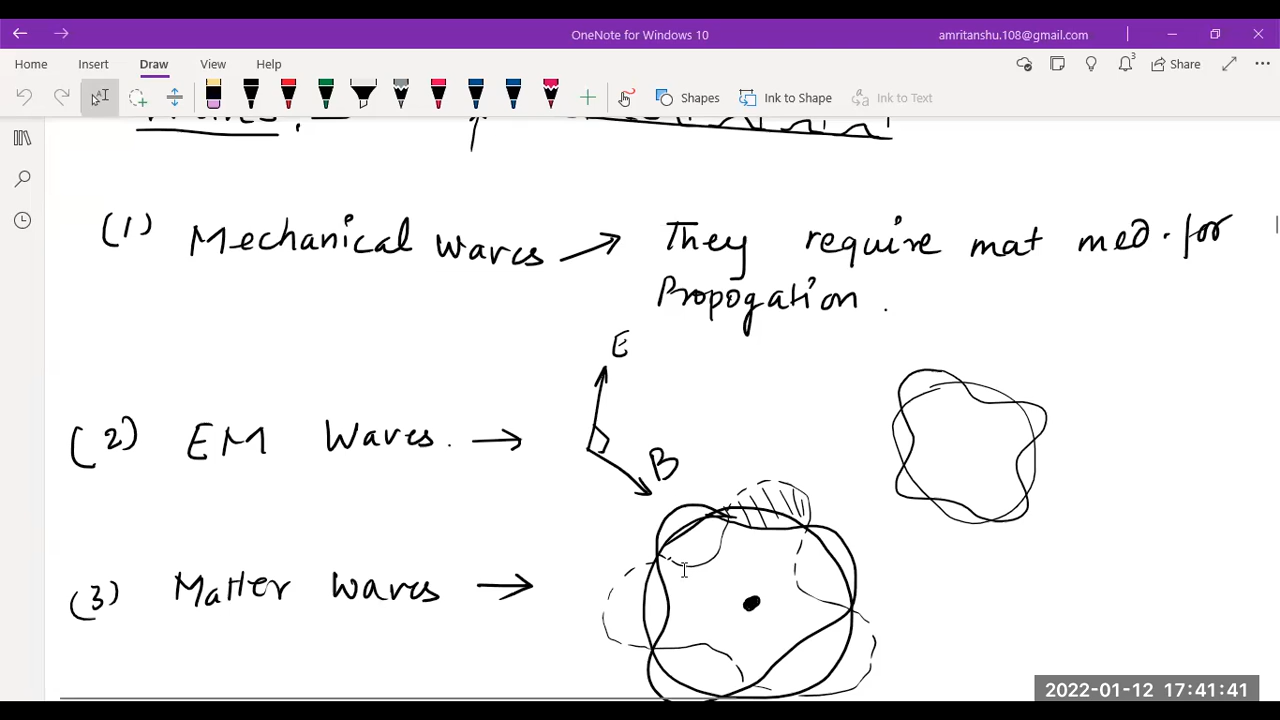 OneNote for Windows 10
amritanshu.108@gmail.com
Home Insert Draw View Help
3
Share
Shapes
Ink to Shape
Ink to Text
Waves:
(1) Mechanical waves → They require mat med. for
Propogation.
E
(2) EM Waves. →
B
(3) Matter waves →
2022-01-12 17:41:41